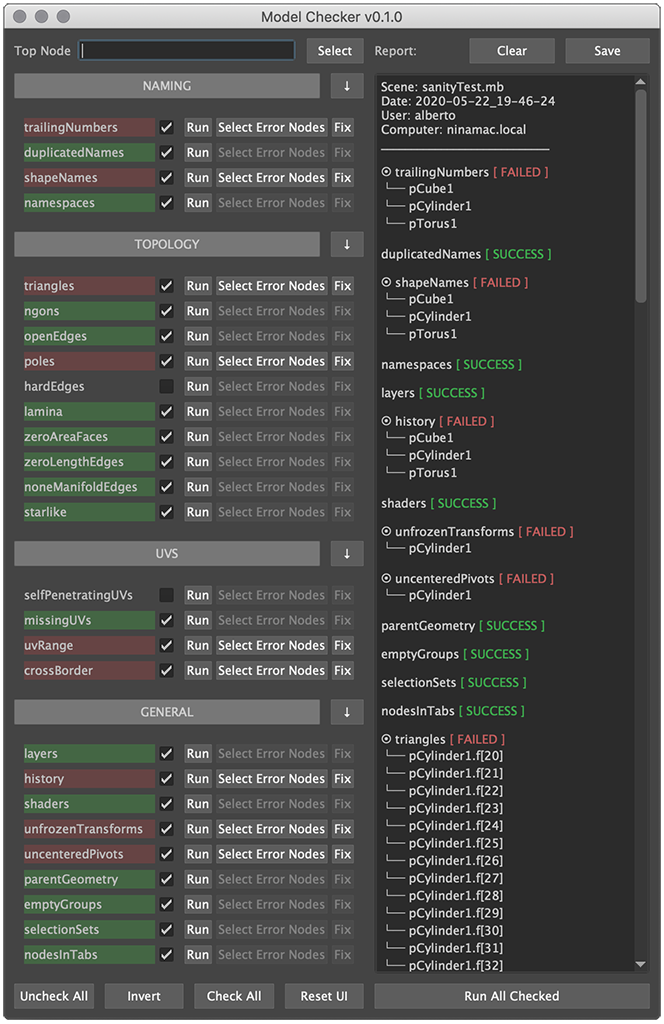 Model Checker v0.1.0
Top Node Select
NAMING ↓
trailingNumbers Run Select Error Nodes Fix
duplicatedNames Run Select Error Nodes Fix
shapeNames Run Select Error Nodes Fix
namespaces Run Select Error Nodes Fix
TOPOLOGY ↓
triangles Run Select Error Nodes Fix
ngons Run Select Error Nodes Fix
openEdges Run Select Error Nodes Fix
poles Run Select Error Nodes Fix
hardEdges Run Select Error Nodes Fix
lamina Run Select Error Nodes Fix
zeroAreaFaces Run Select Error Nodes Fix
zeroLengthEdges Run Select Error Nodes Fix
noneManifoldEdges Run Select Error Nodes Fix
starlike Run Select Error Nodes Fix
UVS ↓
selfPenetratingUVs Run Select Error Nodes Fix
missingUVs Run Select Error Nodes Fix
uvRange Run Select Error Nodes Fix
crossBorder Run Select Error Nodes Fix
GENERAL ↓
layers Run Select Error Nodes Fix
history Run Select Error Nodes Fix
shaders Run Select Error Nodes Fix
unfrozenTransforms Run Select Error Nodes Fix
uncenteredPivots Run Select Error Nodes Fix
parentGeometry Run Select Error Nodes Fix
emptyGroups Run Select Error Nodes Fix
selectionSets Run Select Error Nodes Fix
nodesInTabs Run Select Error Nodes Fix
Uncheck All Invert Check All Reset UI
Report: Clear Save
Scene: sanityTest.mb
Date: 2020-05-22_19-46-24
User: alberto
Computer: ninamac.local
trailingNumbers [ FAILED ]
pCube1
pCylinder1
pTorus1
duplicatedNames [ SUCCESS ]
shapeNames [ FAILED ]
pCube1
pCylinder1
pTorus1
namespaces [ SUCCESS ]
layers [ SUCCESS ]
history [ FAILED ]
pCube1
pCylinder1
pTorus1
shaders [ SUCCESS ]
unfrozenTransforms [ FAILED ]
pCylinder1
uncenteredPivots [ FAILED ]
pCylinder1
parentGeometry [ SUCCESS ]
emptyGroups [ SUCCESS ]
selectionSets [ SUCCESS ]
nodesInTabs [ SUCCESS ]
triangles [ FAILED ]
pCylinder1.f[20]
pCylinder1.f[21]
pCylinder1.f[22]
pCylinder1.f[23]
pCylinder1.f[24]
pCylinder1.f[25]
pCylinder1.f[26]
pCylinder1.f[27]
pCylinder1.f[28]
pCylinder1.f[29]
pCylinder1.f[30]
pCylinder1.f[31]
pCylinder1.f[32]
Run All Checked